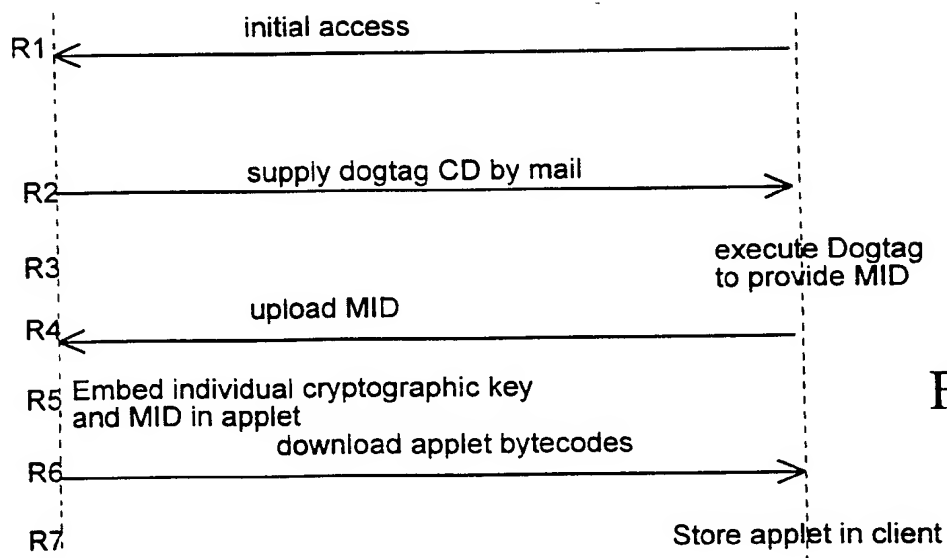 initial access
R1
supply dogtag CD by mail
R2
execute Dogtag
to provide MID
R3
upload MID
R4
R5 Embed individual cryptographic key
and MID in applet
F
download applet bytecodes
R6
Store applet in client
R7